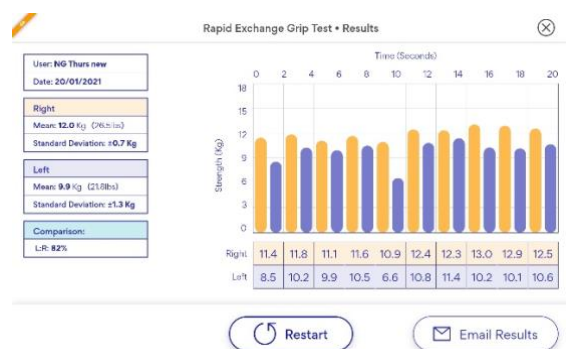 Rapid Exchange Grip Test • Results
User: NG Thurs new
Date: 20/01/2021
Right
Mean: 12.0 Kg (26.5 lbs)
Standard Deviation: ±0.7 Kg
Left
Mean: 9.9 Kg (21.8lbs)
Standard Deviation: ±1.3 Kg
Comparison:
L:R: 82%
Time (Seconds)
0 2 4 6 8 10 12 14 16 18 20
Strength (Kg)
18
15
12
9
6
3
0
Right 11.4 11.8 11.1 11.6 10.9 12.4 12.3 13.0 12.9 12.5
Left 8.5 10.2 9.9 10.5 6.6 10.8 11.4 10.2 10.1 10.6
Restart
Email Results